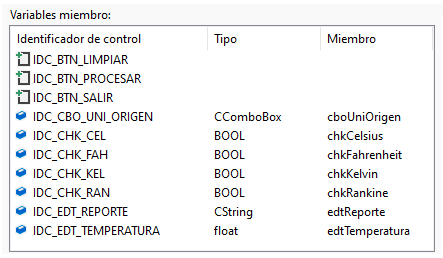 Variables miembro:
Identificador de control Tipo Miembro
IDC_BTN_LIMPIAR
IDC_BTN_PROCESAR
IDC_BTN_SALIR
IDC_CBO_UNI_ORIGEN CComboBox cboUniOrigen
IDC_CHK_CEL BOOL chkCelsius
IDC_CHK_FAH BOOL chkFahrenheit
IDC_CHK_KEL BOOL chkKelvin
IDC_CHK_RAN BOOL chkRankine
IDC_EDT_REPORTE CString edtReporte
IDC_EDT_TEMPERATURA float edtTemperatura